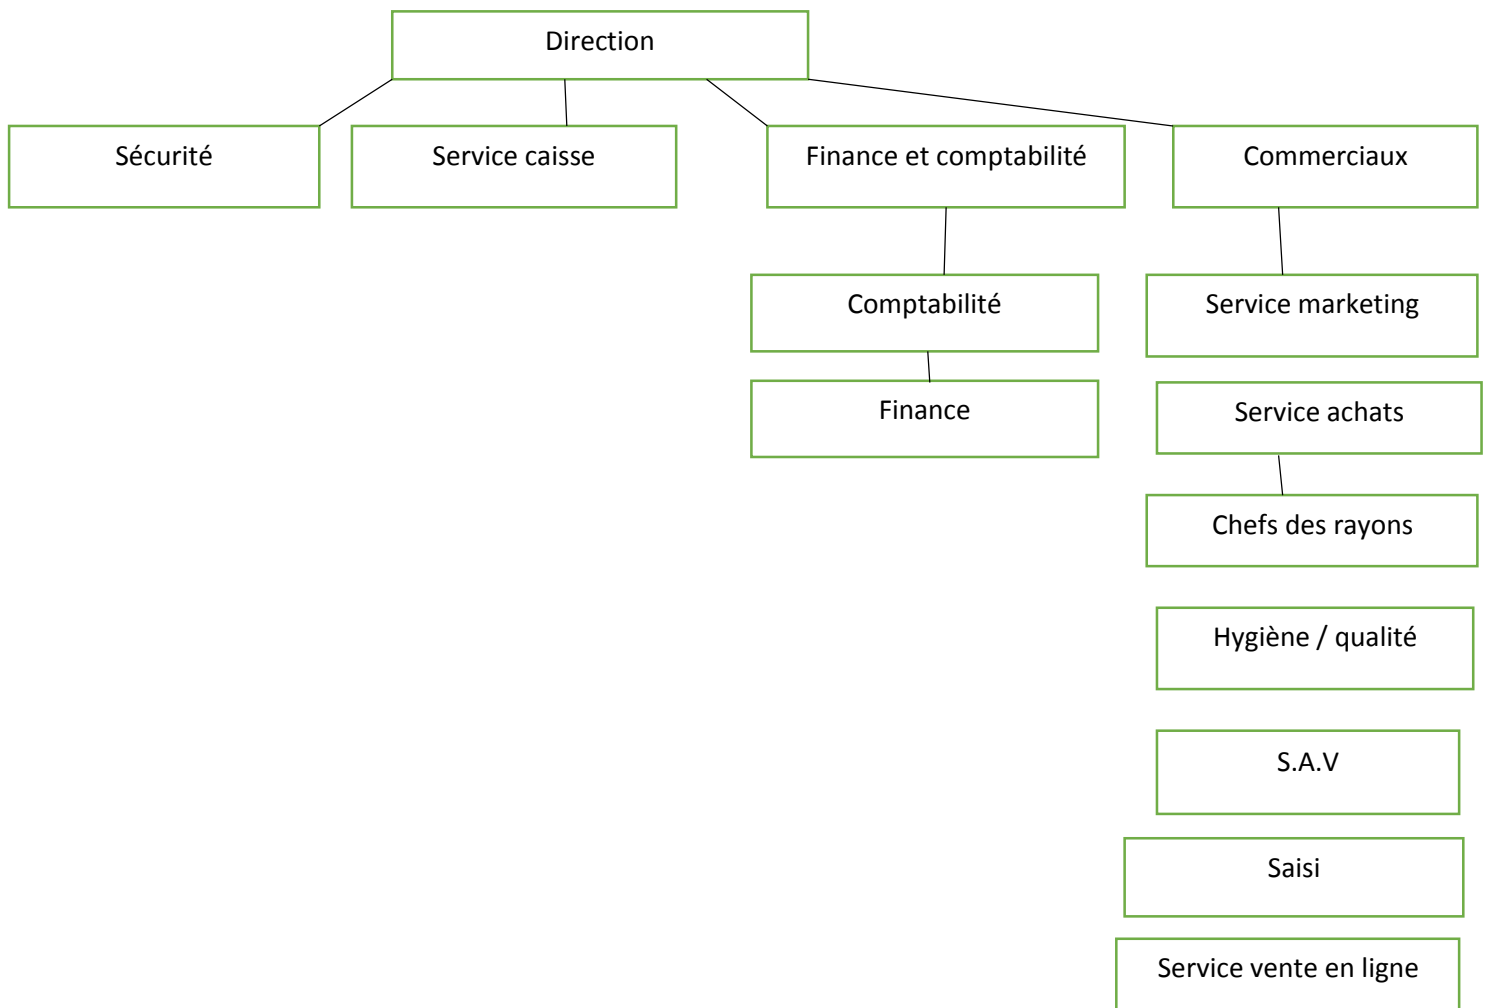 Direction
Sécurité
Service caisse
Finance et comptabilité
Commerciaux
Comptabilité
Service marketing
Finance
Service achats
Chefs des rayons
Hygiène / qualité
S.A.V
Saisi
Service vente en ligne